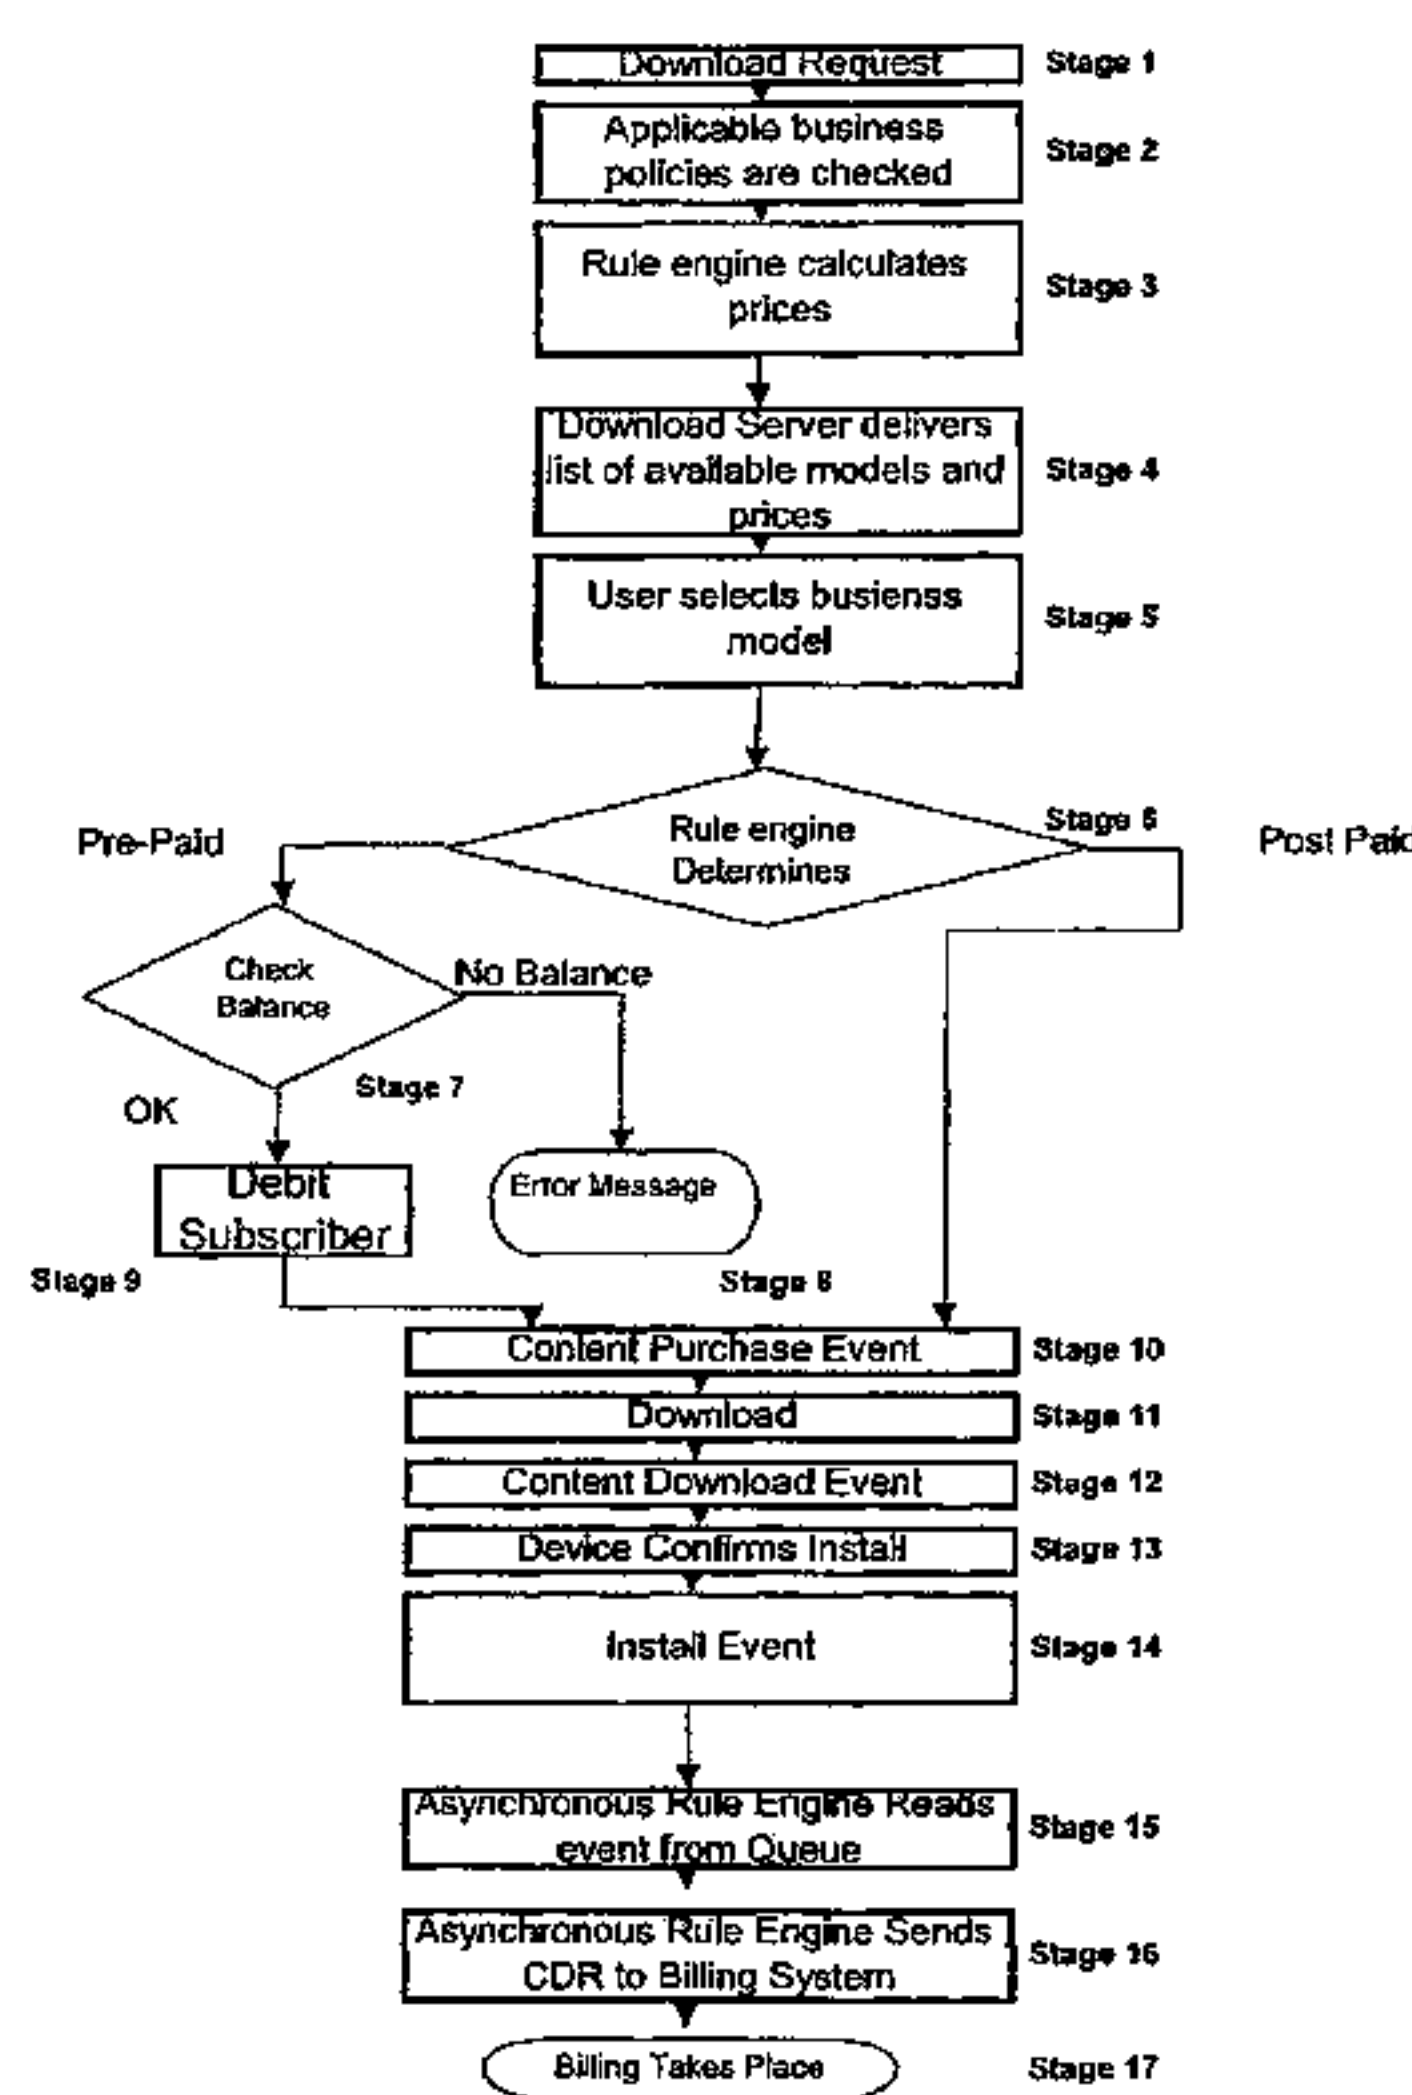 Download Request
Stage 1
Applicable business
policies are checked
Stage 2
Rule engine calculates
prices
Stage 3
Download Server delivers
list of available models and
prices
Stage 4
User selects busienss
model
Stage 5
Pre-Paid
Rule engine
Determines
Stage 6
Post Paid
Check
Balance
No Balance
Stage 7
OK
Debit
Subscriber
Error Message
Stage 9
Stage 8
Content Purchase Event
Stage 10
Download
Stage 11
Content Download Event
Stage 12
Device Confirms Install
Stage 13
Install Event
Stage 14
Asynchronous Rule Engine Reads
event from Queue
Stage 15
Asynchronous Rule Engine Sends
CDR to Billing System
Stage 16
Billing Takes Place
Stage 17